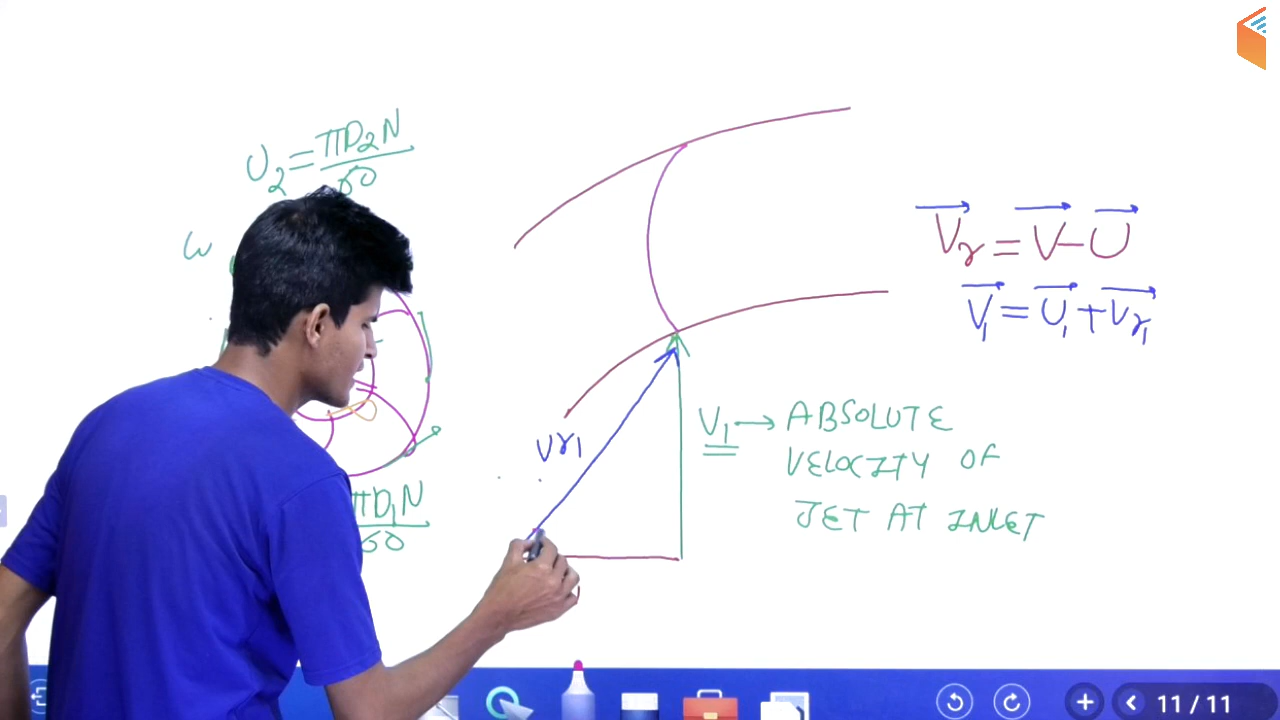 U₂ = πD₂N
60
ω
Vr = V - U
V₁ = U₁ + Vr₁
V₁ → ABSOLUTE
VELOCITY OF
JET AT INLET
Vr1
πD₁N
60
11 / 11